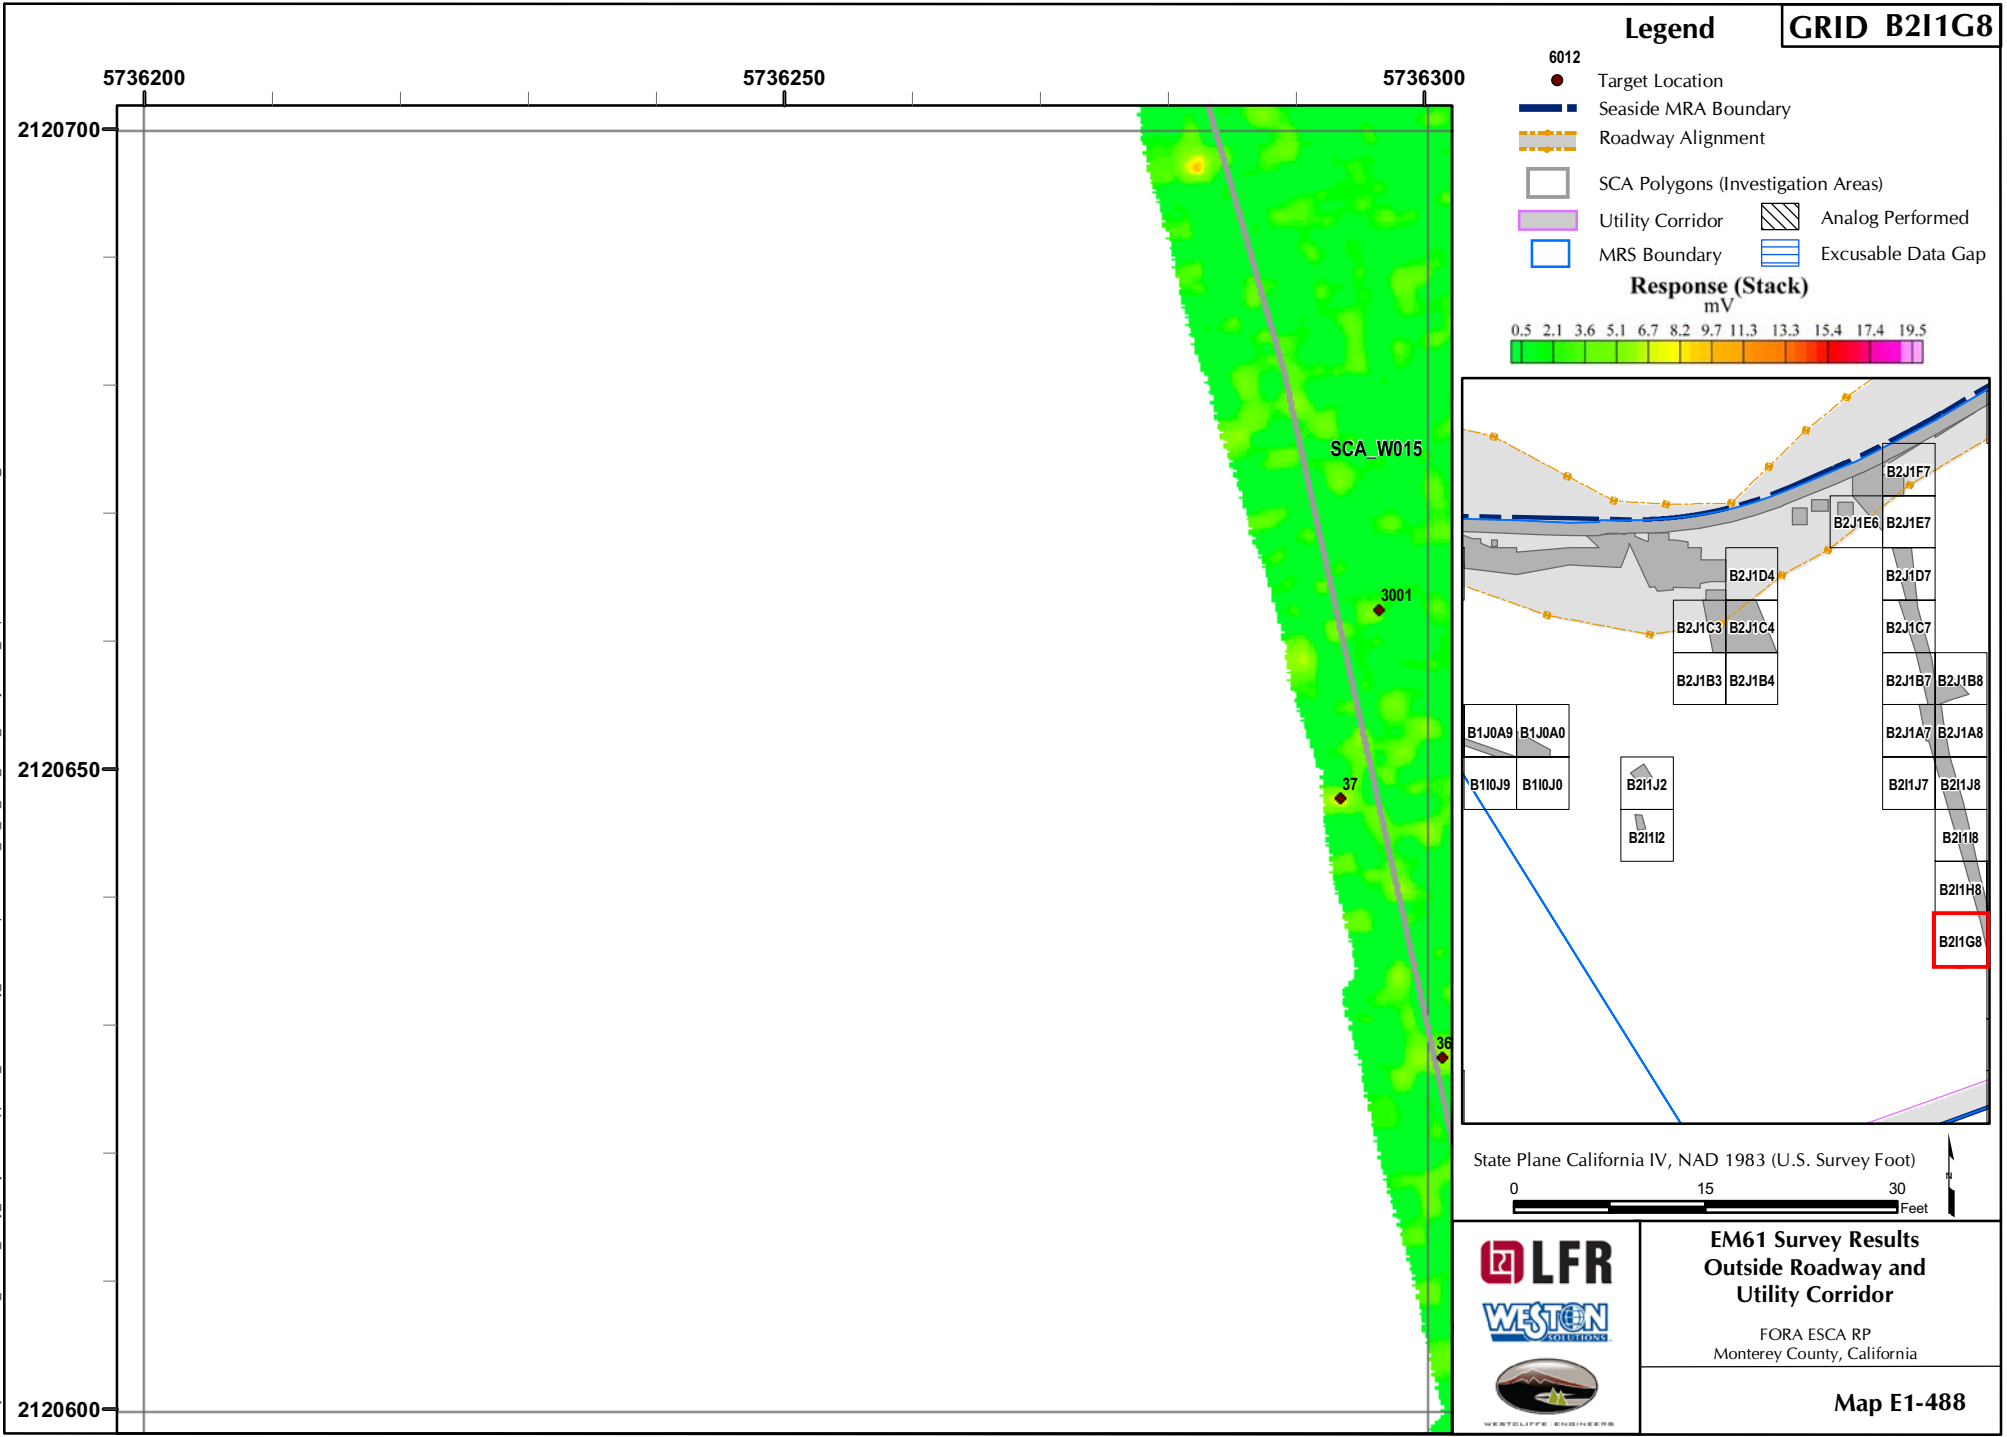 GRID B2I1G8
Legend
6012
Target Location
Seaside MRA Boundary
Roadway Alignment
SCA Polygons (Investigation Areas)
Utility Corridor
Analog Performed
MRS Boundary
Excusable Data Gap
Response (Stack)
mV
0.5 2.1 3.6 5.1 6.7 8.2 9.7 11.3 13.3 15.4 17.4 19.5
5736200
5736250
5736300
2120700
2120650
2120600
SCA_W015
3001
37
36
B2J1F7
B2J1E6
B2J1E7
B2J1D4
B2J1D7
B2J1C3
B2J1C4
B2J1C7
B2J1B3
B2J1B4
B2J1B7
B2J1B8
B1J0A9
B1J0A0
B2J1A7
B2J1A8
B1I0J9
B1I0J0
B2I1J2
B2I1J7
B2I1J8
B2I1I2
B2I1I8
B2I1H8
B2I1G8
State Plane California IV, NAD 1983 (U.S. Survey Foot)
0 15 30
Feet
N
LFR
WESTON
SOLUTIONS
WESTCLIFFE ENGINEERS
EM61 Survey Results
Outside Roadway and
Utility Corridor
FORA ESCA RP
Monterey County, California
Map E1-488